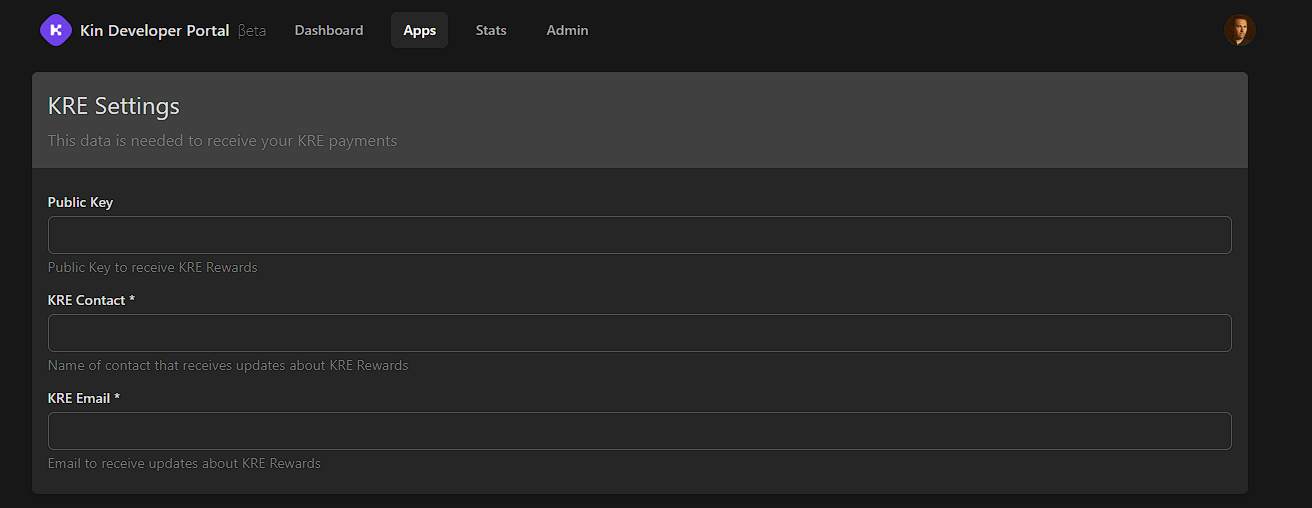 Kin Developer Portal βeta Dashboard Apps Stats Admin
KRE Settings
This data is needed to receive your KRE payments
Public Key
Public Key to receive KRE Rewards
KRE Contact *
Name of contact that receives updates about KRE Rewards
KRE Email *
Email to receive updates about KRE Rewards